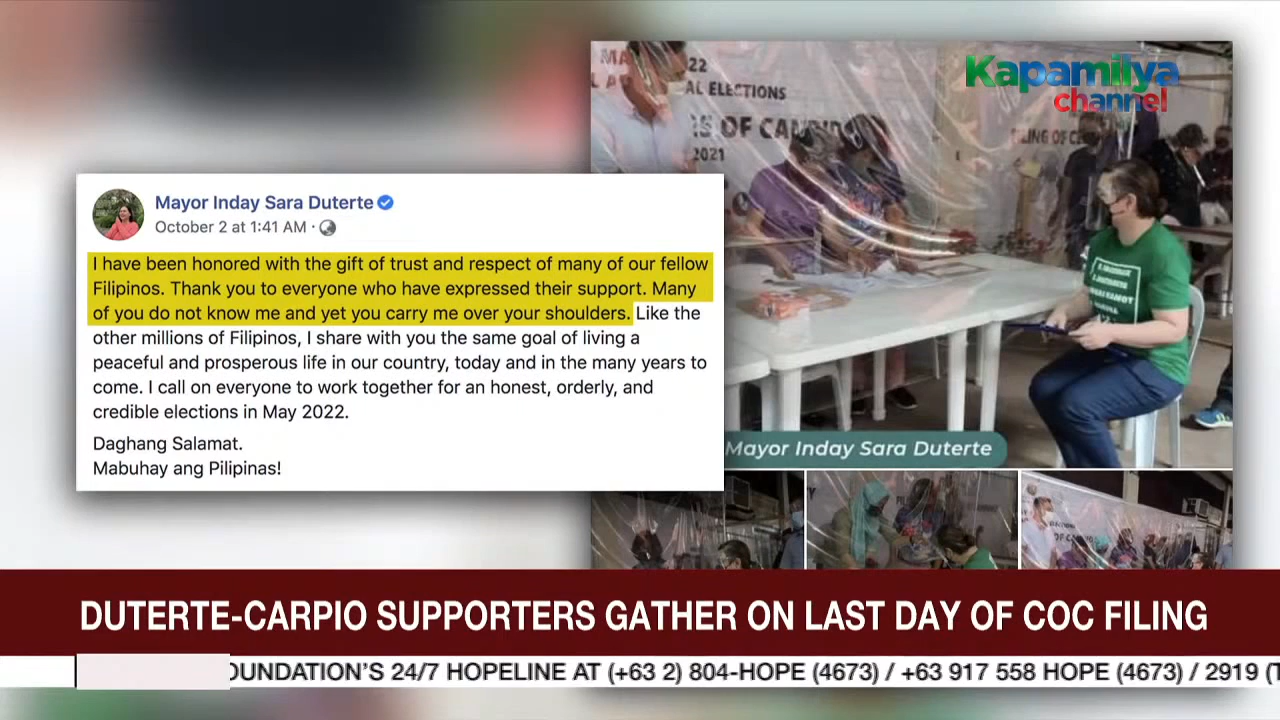 Kapamilya
channel
MA 2022
AL ELECTIONS
S OF CAN
2021
ILING OF CE
Mayor Inday Sara Duterte
October 2 at 1:41 AM ·
I have been honored with the gift of trust and respect of many of our fellow
Filipinos. Thank you to everyone who have expressed their support. Many
of you do not know me and yet you carry me over your shoulders. Like the
other millions of Filipinos, I share with you the same goal of living a
peaceful and prosperous life in our country, today and in the many years to
come. I call on everyone to work together for an honest, orderly, and
credible elections in May 2022.
Daghang Salamat.
Mabuhay ang Pilipinas!
Mayor Inday Sara Duterte
DUTERTE-CARPIO SUPPORTERS GATHER ON LAST DAY OF COC FILING
OUNDATION'S 24/7 HOPELINE AT (+63 2) 804-HOPE (4673) / +63 917 558 HOPE (4673) / 2919 (T